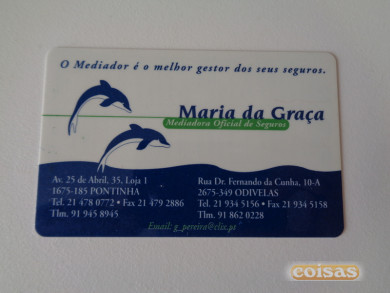 O Mediador é o melhor gestor dos seus seguros.
Maria da Graça
Mediadora Oficial de Seguros
Av. 25 de Abril, 35, Loja 1
1675-185 PONTINHA
Tel. 21 478 0772 • Fax 21 479 2886
Tlm. 91 945 8945
Rua Dr. Fernando da Cunha, 10-A
2675-349 ODIVELAS
Tel. 21 934 5156 • Fax 21 934 5158
Tlm. 91 862 0228
Email: g_pereira@clix.pt
coisas